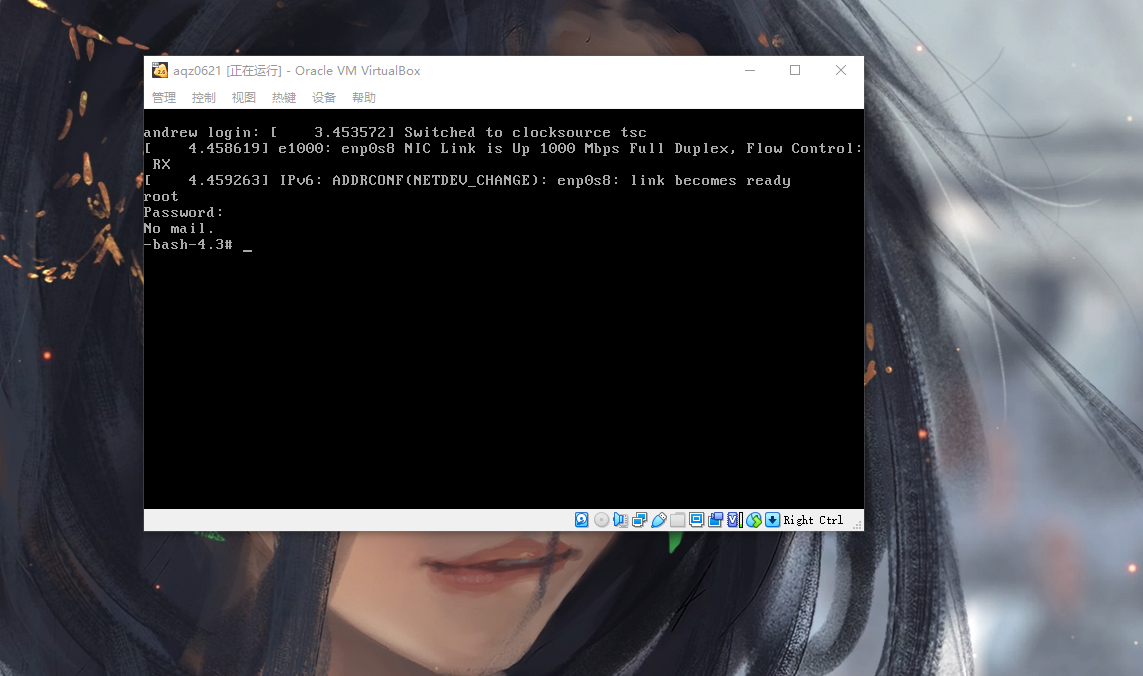 aqz0621 [正在运行] - Oracle VM VirtualBox
管理 控制 视图 热键 设备 帮助
andrew login: [    3.453572] Switched to clocksource tsc
[    4.458619] e1000: enp0s8 NIC Link is Up 1000 Mbps Full Duplex, Flow Control:
 RX
[    4.459263] IPv6: ADDRCONF(NETDEV_CHANGE): enp0s8: link becomes ready
root
Password:
No mail.
-bash-4.3# _
Right Ctrl